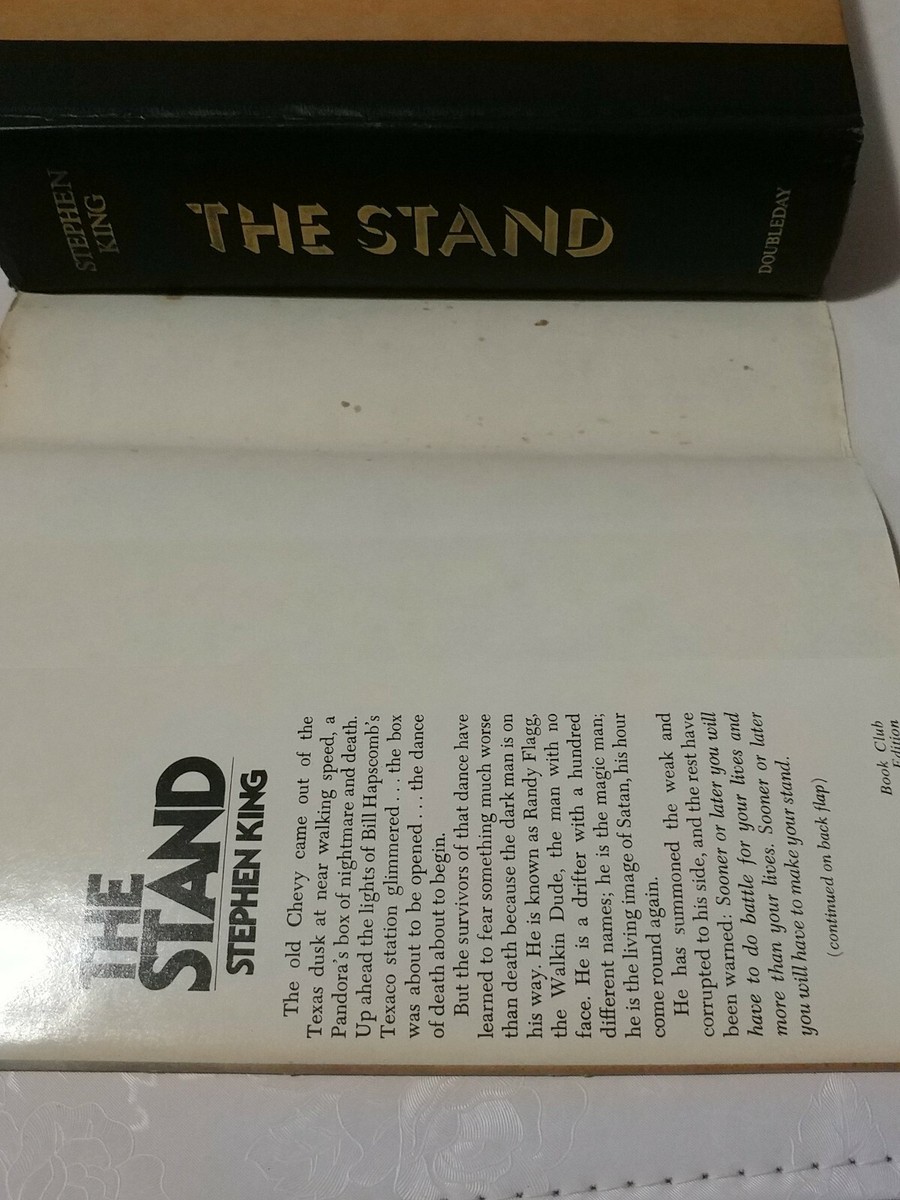 STEPHEN
KING
THE STAND
DOUBLEDAY
THE
STAND
STEPHEN KING
The old Chevy came out of the
Texas dusk at near walking speed, a
Pandora's box of nightmare and death.
Up ahead the lights of Bill Hapscomb's
Texaco station glimmered . . . the box
was about to be opened . . . the dance
of death about to begin.
But the survivors of that dance have
learned to fear something much worse
than death because the dark man is on
his way. He is known as Randy Flagg,
the Walkin Dude, the man with no
face. He is a drifter with a hundred
different names; he is the magic man;
he is the living image of Satan, his hour
come round again.
He has summoned the weak and
corrupted to his side, and the rest have
been warned: Sooner or later you will
have to do battle for your lives and
more than your lives. Sooner or later
you will have to make your stand.
(continued on back flap)
Book Club
Edition